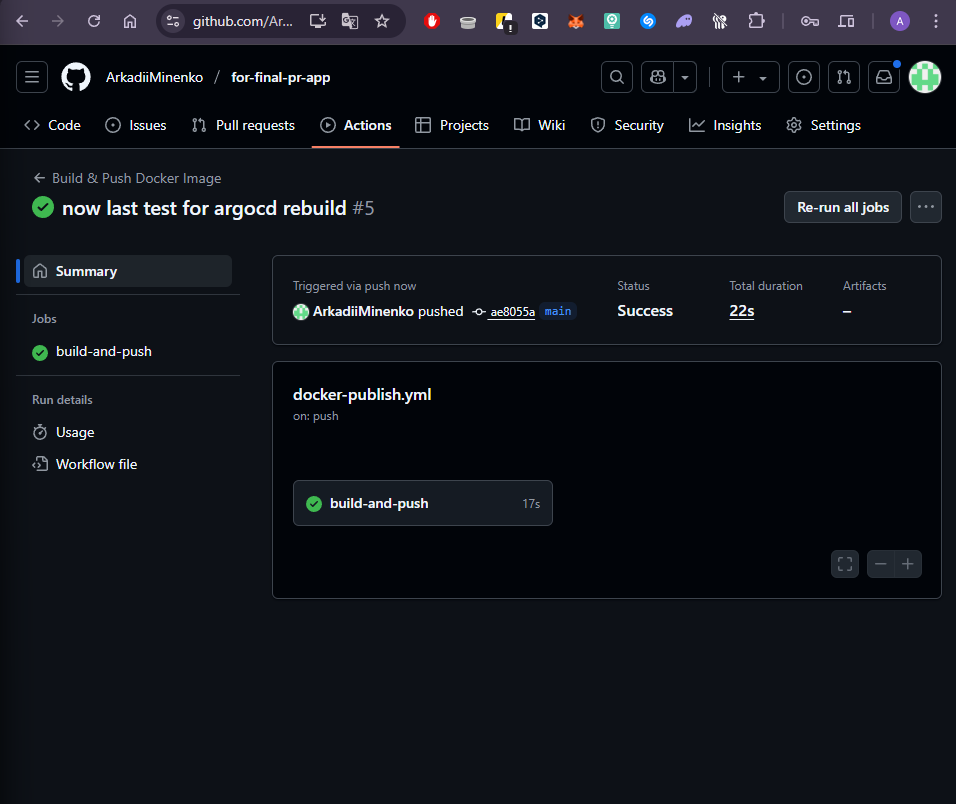 github.com/Ar...
A
ArkadiiMinenko / for-final-pr-app
Code Issues Pull requests Actions Projects Wiki Security Insights Settings
Build & Push Docker Image
now last test for argocd rebuild #5
Re-run all jobs
Summary
Jobs
build-and-push
Run details
Usage
Workflow file
Triggered via push now
ArkadiiMinenko pushed ae8055a main
Status
Success
Total duration
22s
Artifacts
–
docker-publish.yml
on: push
build-and-push 17s